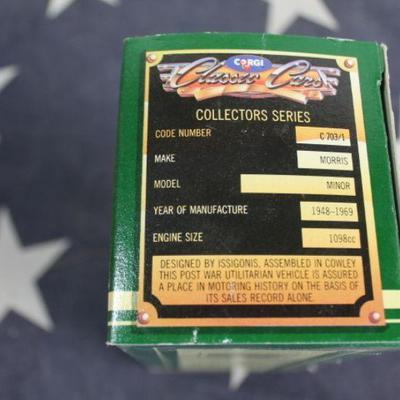 CORGI
Classic Cars
COLLECTORS SERIES
CODE NUMBER C703/1
MAKE MORRIS
MODEL MINOR
YEAR OF MANUFACTURE 1948-1969
ENGINE SIZE 1098cc
DESIGNED BY ISSIGONIS, ASSEMBLED IN COWLEY
THIS POST WAR UTILITARIAN VEHICLE IS ASSURED
A PLACE IN MOTORING HISTORY ON THE BASIS OF
ITS SALES RECORD ALONE.